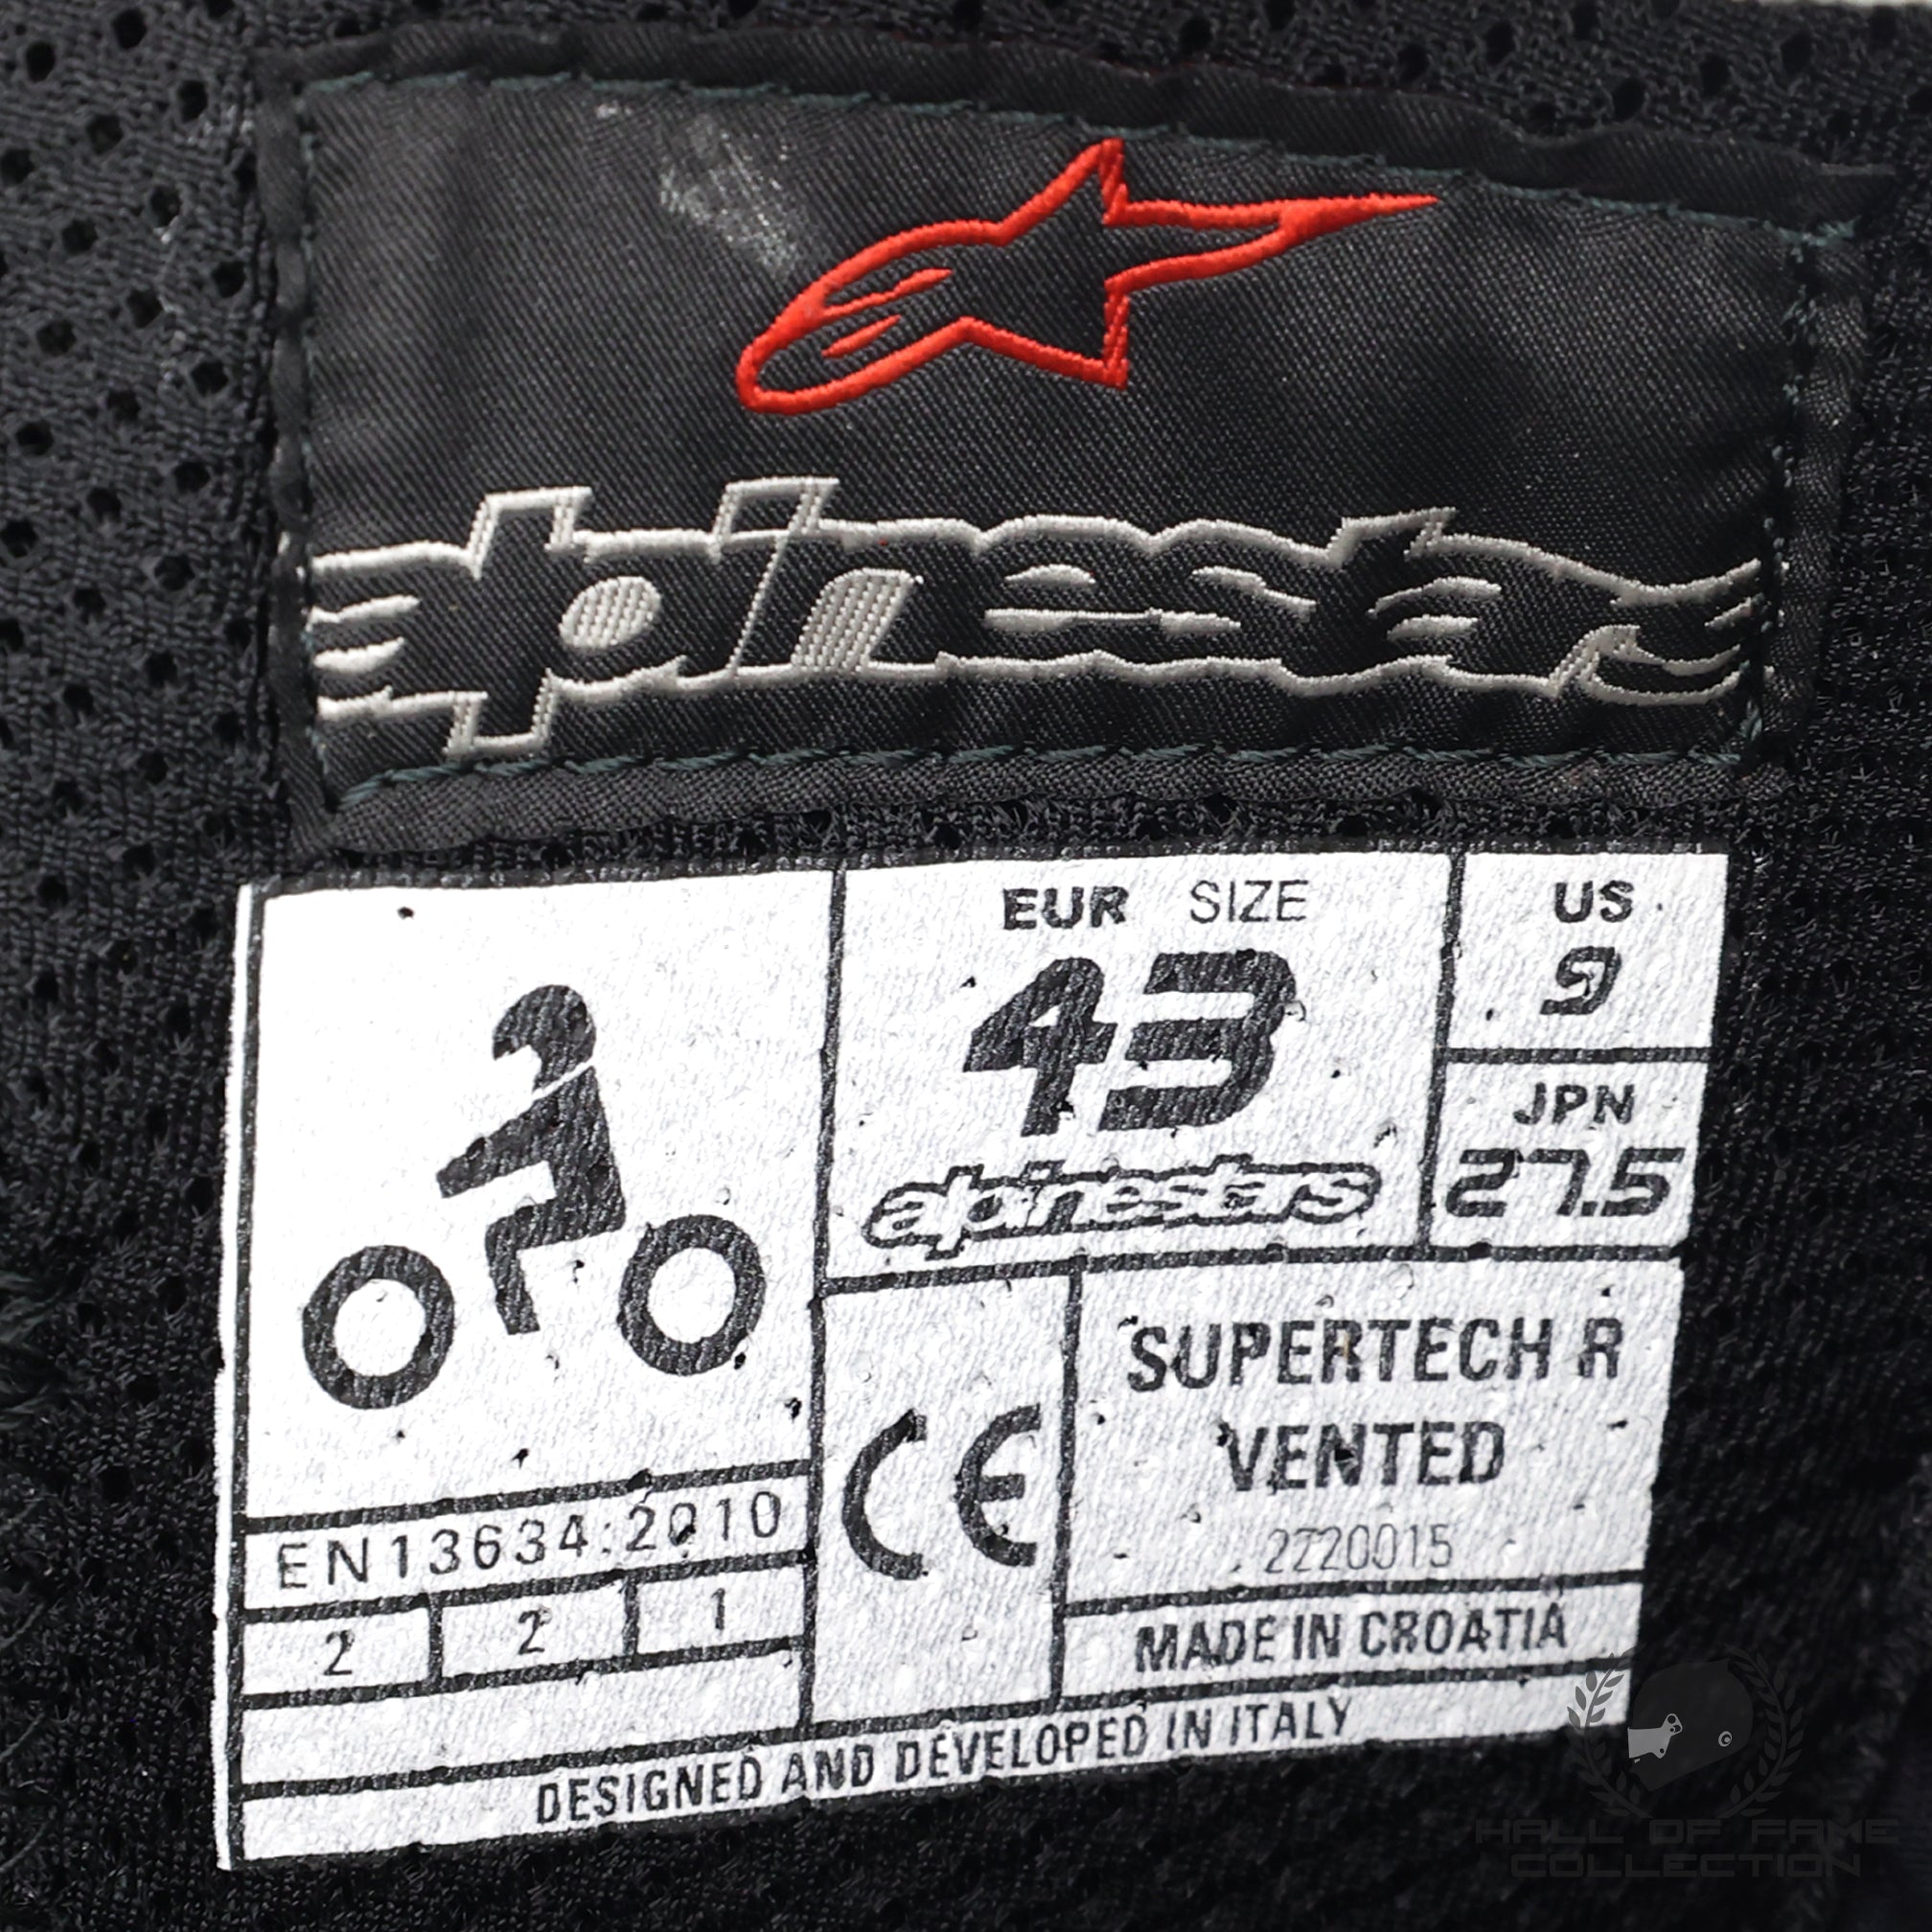 alpinestars
EUR SIZE
43
alpinestars
US
9
JPN
27.5
EN13634:2010
2 2 1
CE
SUPERTECH R
VENTED
2220015
MADE IN CROATIA
DESIGNED AND DEVELOPED IN ITALY
HALL OF FAME
COLLECTION